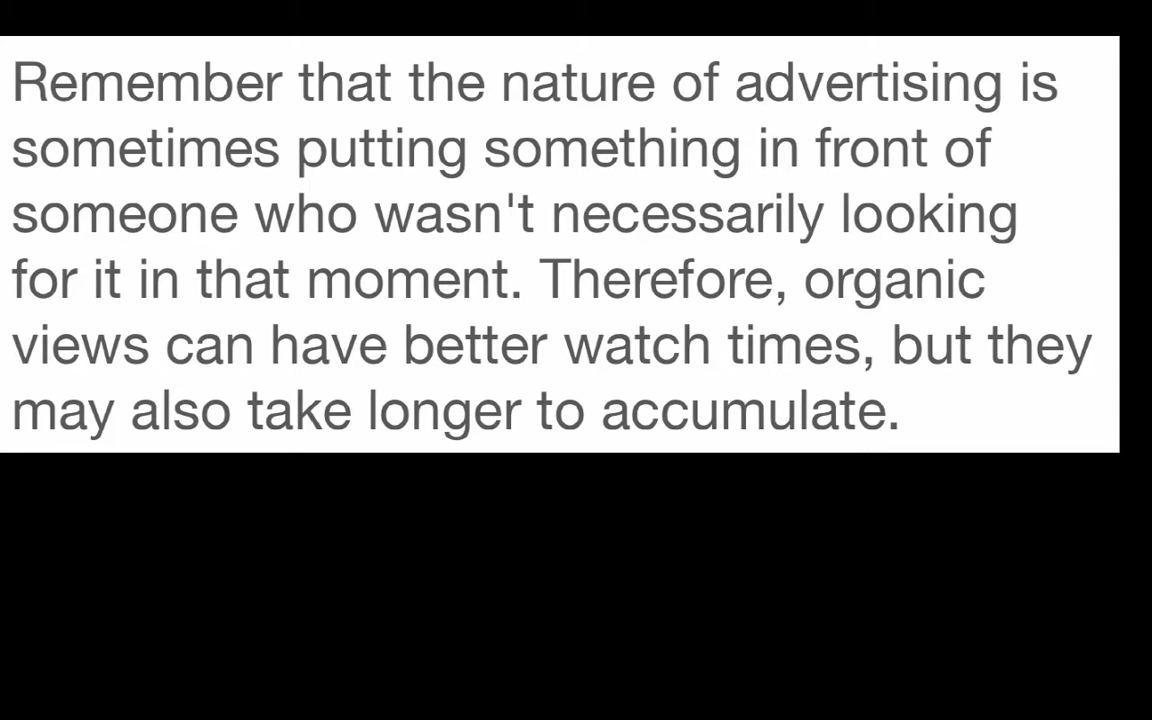 Remember that the nature of advertising is
sometimes putting something in front of
someone who wasn't necessarily looking
for it in that moment. Therefore, organic
views can have better watch times, but they
may also take longer to accumulate.